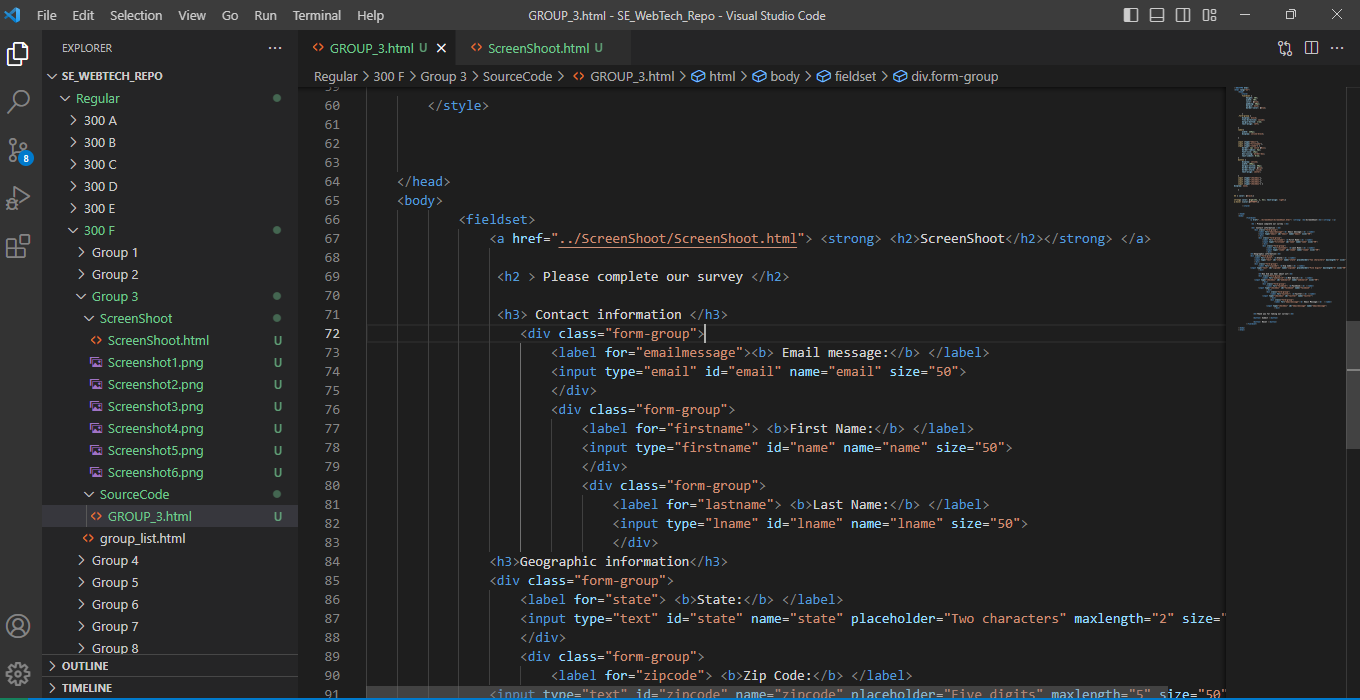 File Edit Selection View Go Run Terminal Help GROUP_3.html - SE_WebTech_Repo - Visual Studio Code
EXPLORER
SE_WEBTECH_REPO
Regular
300 A
300 B
300 C
300 D
300 E
300 F
Group 1
Group 2
Group 3
ScreenShoot
ScreenShoot.html U
Screenshot1.png U
Screenshot2.png U
Screenshot3.png U
Screenshot4.png U
Screenshot5.png U
Screenshot6.png U
SourceCode
GROUP_3.html U
group_list.html
Group 4
Group 5
Group 6
Group 7
Group 8
OUTLINE
TIMELINE
8
GROUP_3.html U ScreenShoot.html U
Regular > 300 F > Group 3 > SourceCode > GROUP_3.html > html > body > fieldset > div.form-group
59
60 </style>
61
62
63
64 </head>
65 <body>
66 <fieldset>
67 <a href="../ScreenShoot/ScreenShoot.html"> <strong> <h2>ScreenShoot</h2></strong> </a>
68
69 <h2 > Please complete our survey </h2>
70
71 <h3> Contact information </h3>
72 <div class="form-group">
73 <label for="emailmessage"><b> Email message:</b> </label>
74 <input type="email" id="email" name="email" size="50">
75 </div>
76 <div class="form-group">
77 <label for="firstname"> <b>First Name:</b> </label>
78 <input type="firstname" id="name" name="name" size="50">
79 </div>
80 <div class="form-group">
81 <label for="lastname"> <b>Last Name:</b> </label>
82 <input type="lname" id="lname" name="lname" size="50">
83 </div>
84 <h3>Geographic information</h3>
85 <div class="form-group">
86 <label for="state"> <b>State:</b> </label>
87 <input type="text" id="state" name="state" placeholder="Two characters" maxlength="2" size="
88 </div>
89 <div class="form-group">
90 <label for="zipcode"> <b>Zip Code:</b> </label>
91 <input type="text" id="zipcode" name="zipcode" placeholder="Five digits" maxlength="5" size="50"